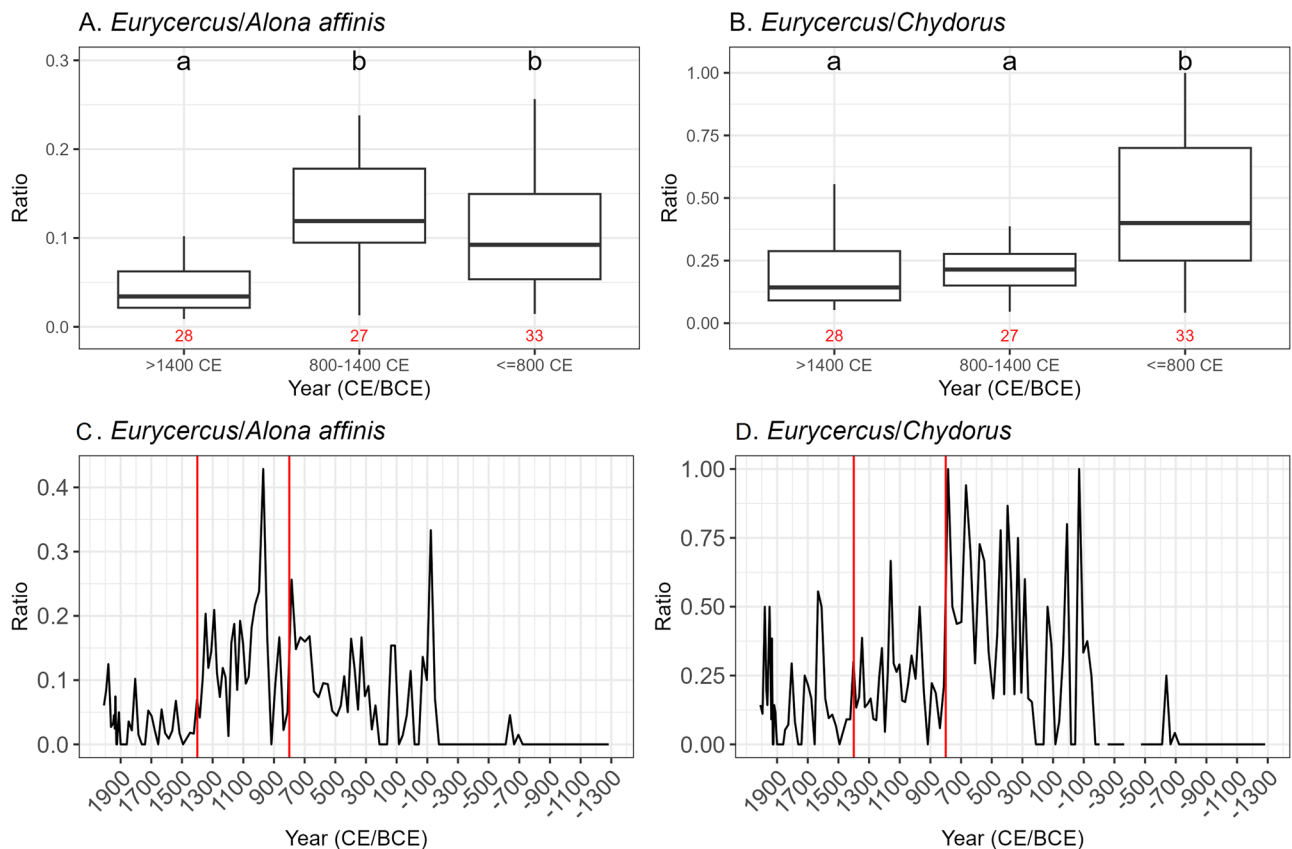 A. Eurycercus/Alona affinis
B. Eurycercus/Chydorus
0.3
0.2
0.1
0.0
Ratio
a b b
28 27 33
>1400 CE 800-1400 CE <=800 CE
Year (CE/BCE)
1.00
0.75
0.50
0.25
0.00
Ratio
a a b
28 27 33
>1400 CE 800-1400 CE <=800 CE
Year (CE/BCE)
C. Eurycercus/Alona affinis
D. Eurycercus/Chydorus
0.4
0.3
0.2
0.1
0.0
Ratio
1900 1700 1500 1300 1100 900 700 500 300 100 -100 -300 -500 -700 -900 -1100 -1300
Year (CE/BCE)
1.00
0.75
0.50
0.25
0.00
Ratio
1900 1700 1500 1300 1100 900 700 500 300 100 -100 -300 -500 -700 -900 -1100 -1300
Year (CE/BCE)